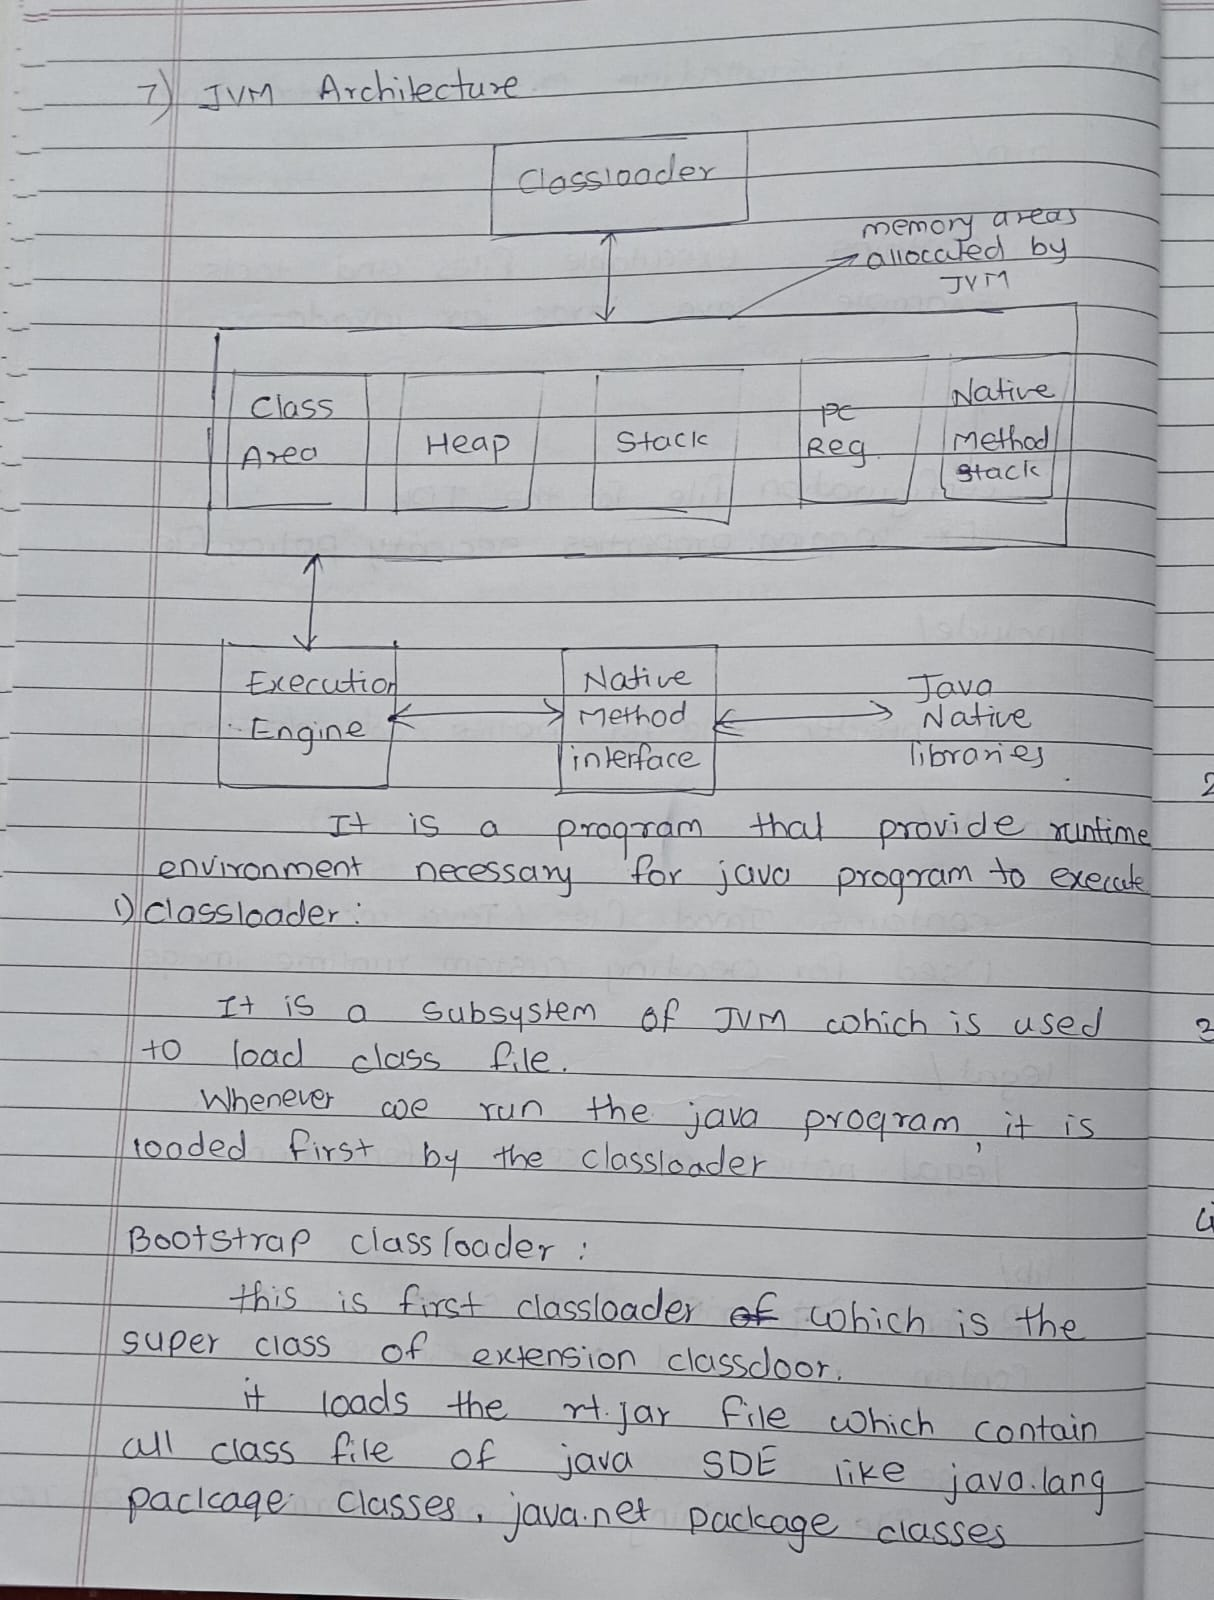 7) JVM Architecture
Classloader
memory areas
allocated by
JVM
Class
Area
Heap
Stack
PC
Reg.
Native
Method
stack
Execution
Engine
Native
Method
interface
Java
Native
libraries
It is a program that provide runtime
environment necessary for java program to execute
1) classloader:
It is a subsystem of JVM which is used
to load class file.
Whenever we run the java program, it is
loaded first by the classloader
Bootstrap classloader:
this is first classloader of which is the
super class of extension classdoor.
it loads the rt.jar file which contain
all class file of java SDE like java.lang
package classes, java.net package classes